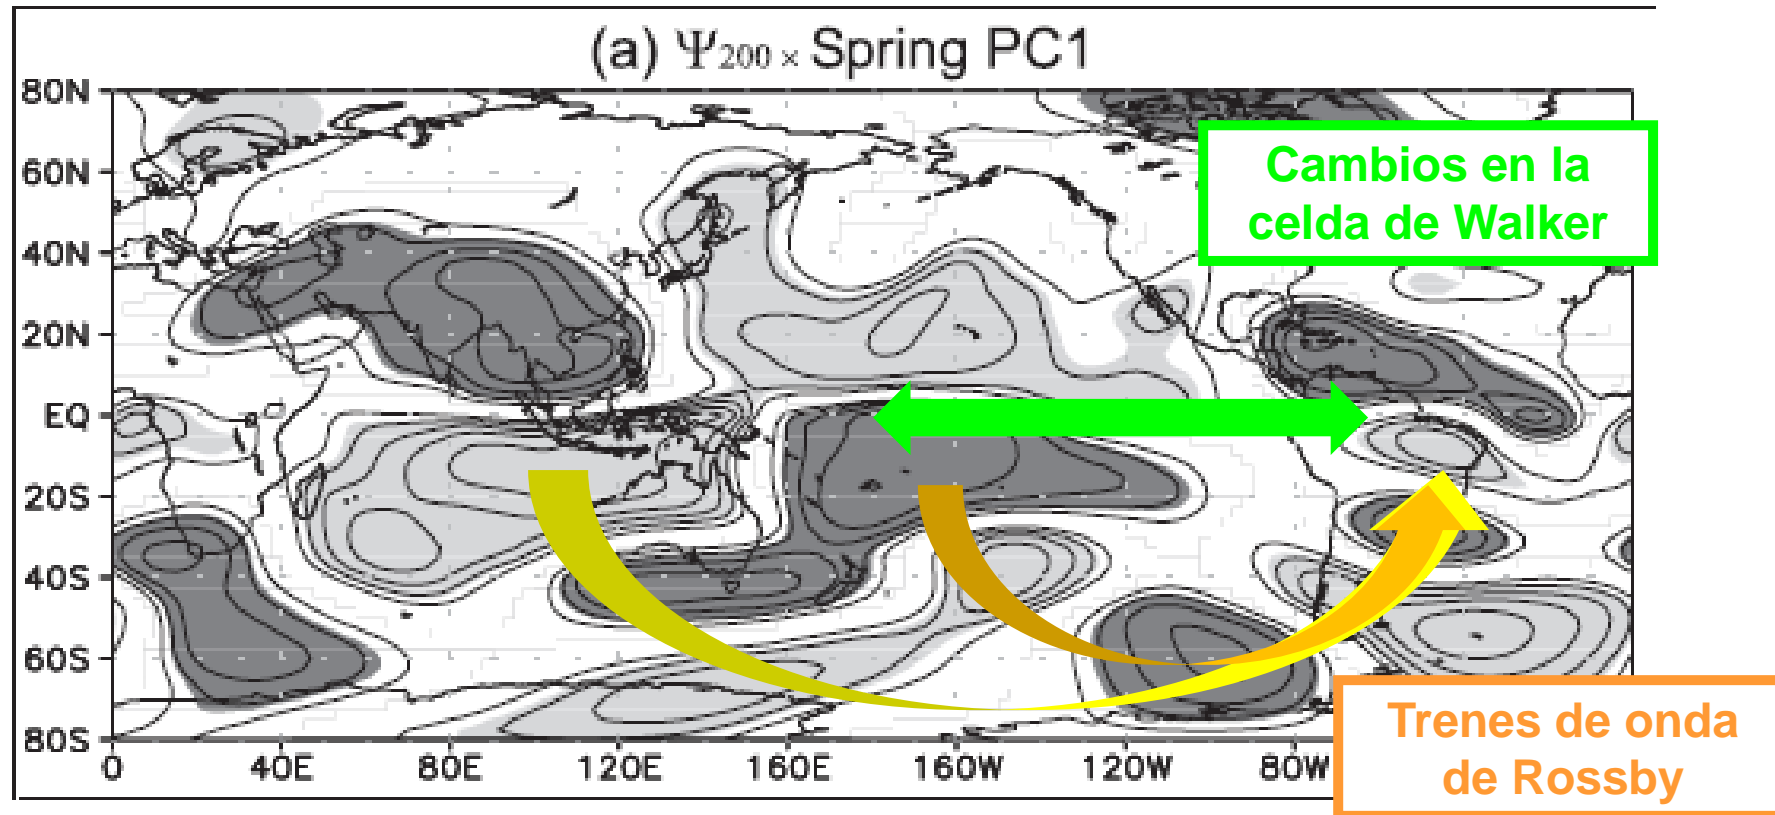 (a) Ψ200 × Spring PC1
80N
60N
40N
20N
EQ
20S
40S
60S
80S
0 40E 80E 120E 160E 160W 120W 80W
Cambios en la
celda de Walker
Trenes de onda
de Rossby